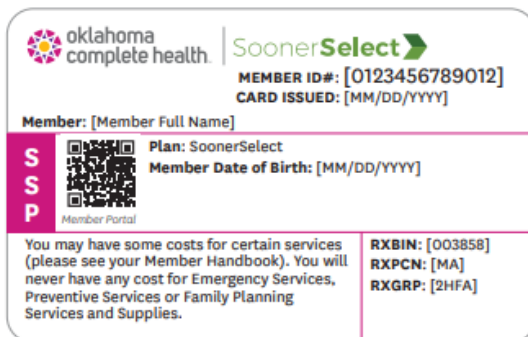 oklahoma
complete health.
SoonerSelect
MEMBER ID#: [0123456789012]
CARD ISSUED: [MM/DD/YYYY]
Member: [Member Full Name]
SSP
Plan: SoonerSelect
Member Date of Birth: [MM/DD/YYYY]
Member Portal
You may have some costs for certain services
(please see your Member Handbook). You will
never have any cost for Emergency Services,
Preventive Services or Family Planning
Services and Supplies.
RXBIN: [003858]
RXPCN: [MA]
RXGRP: [2HFA]